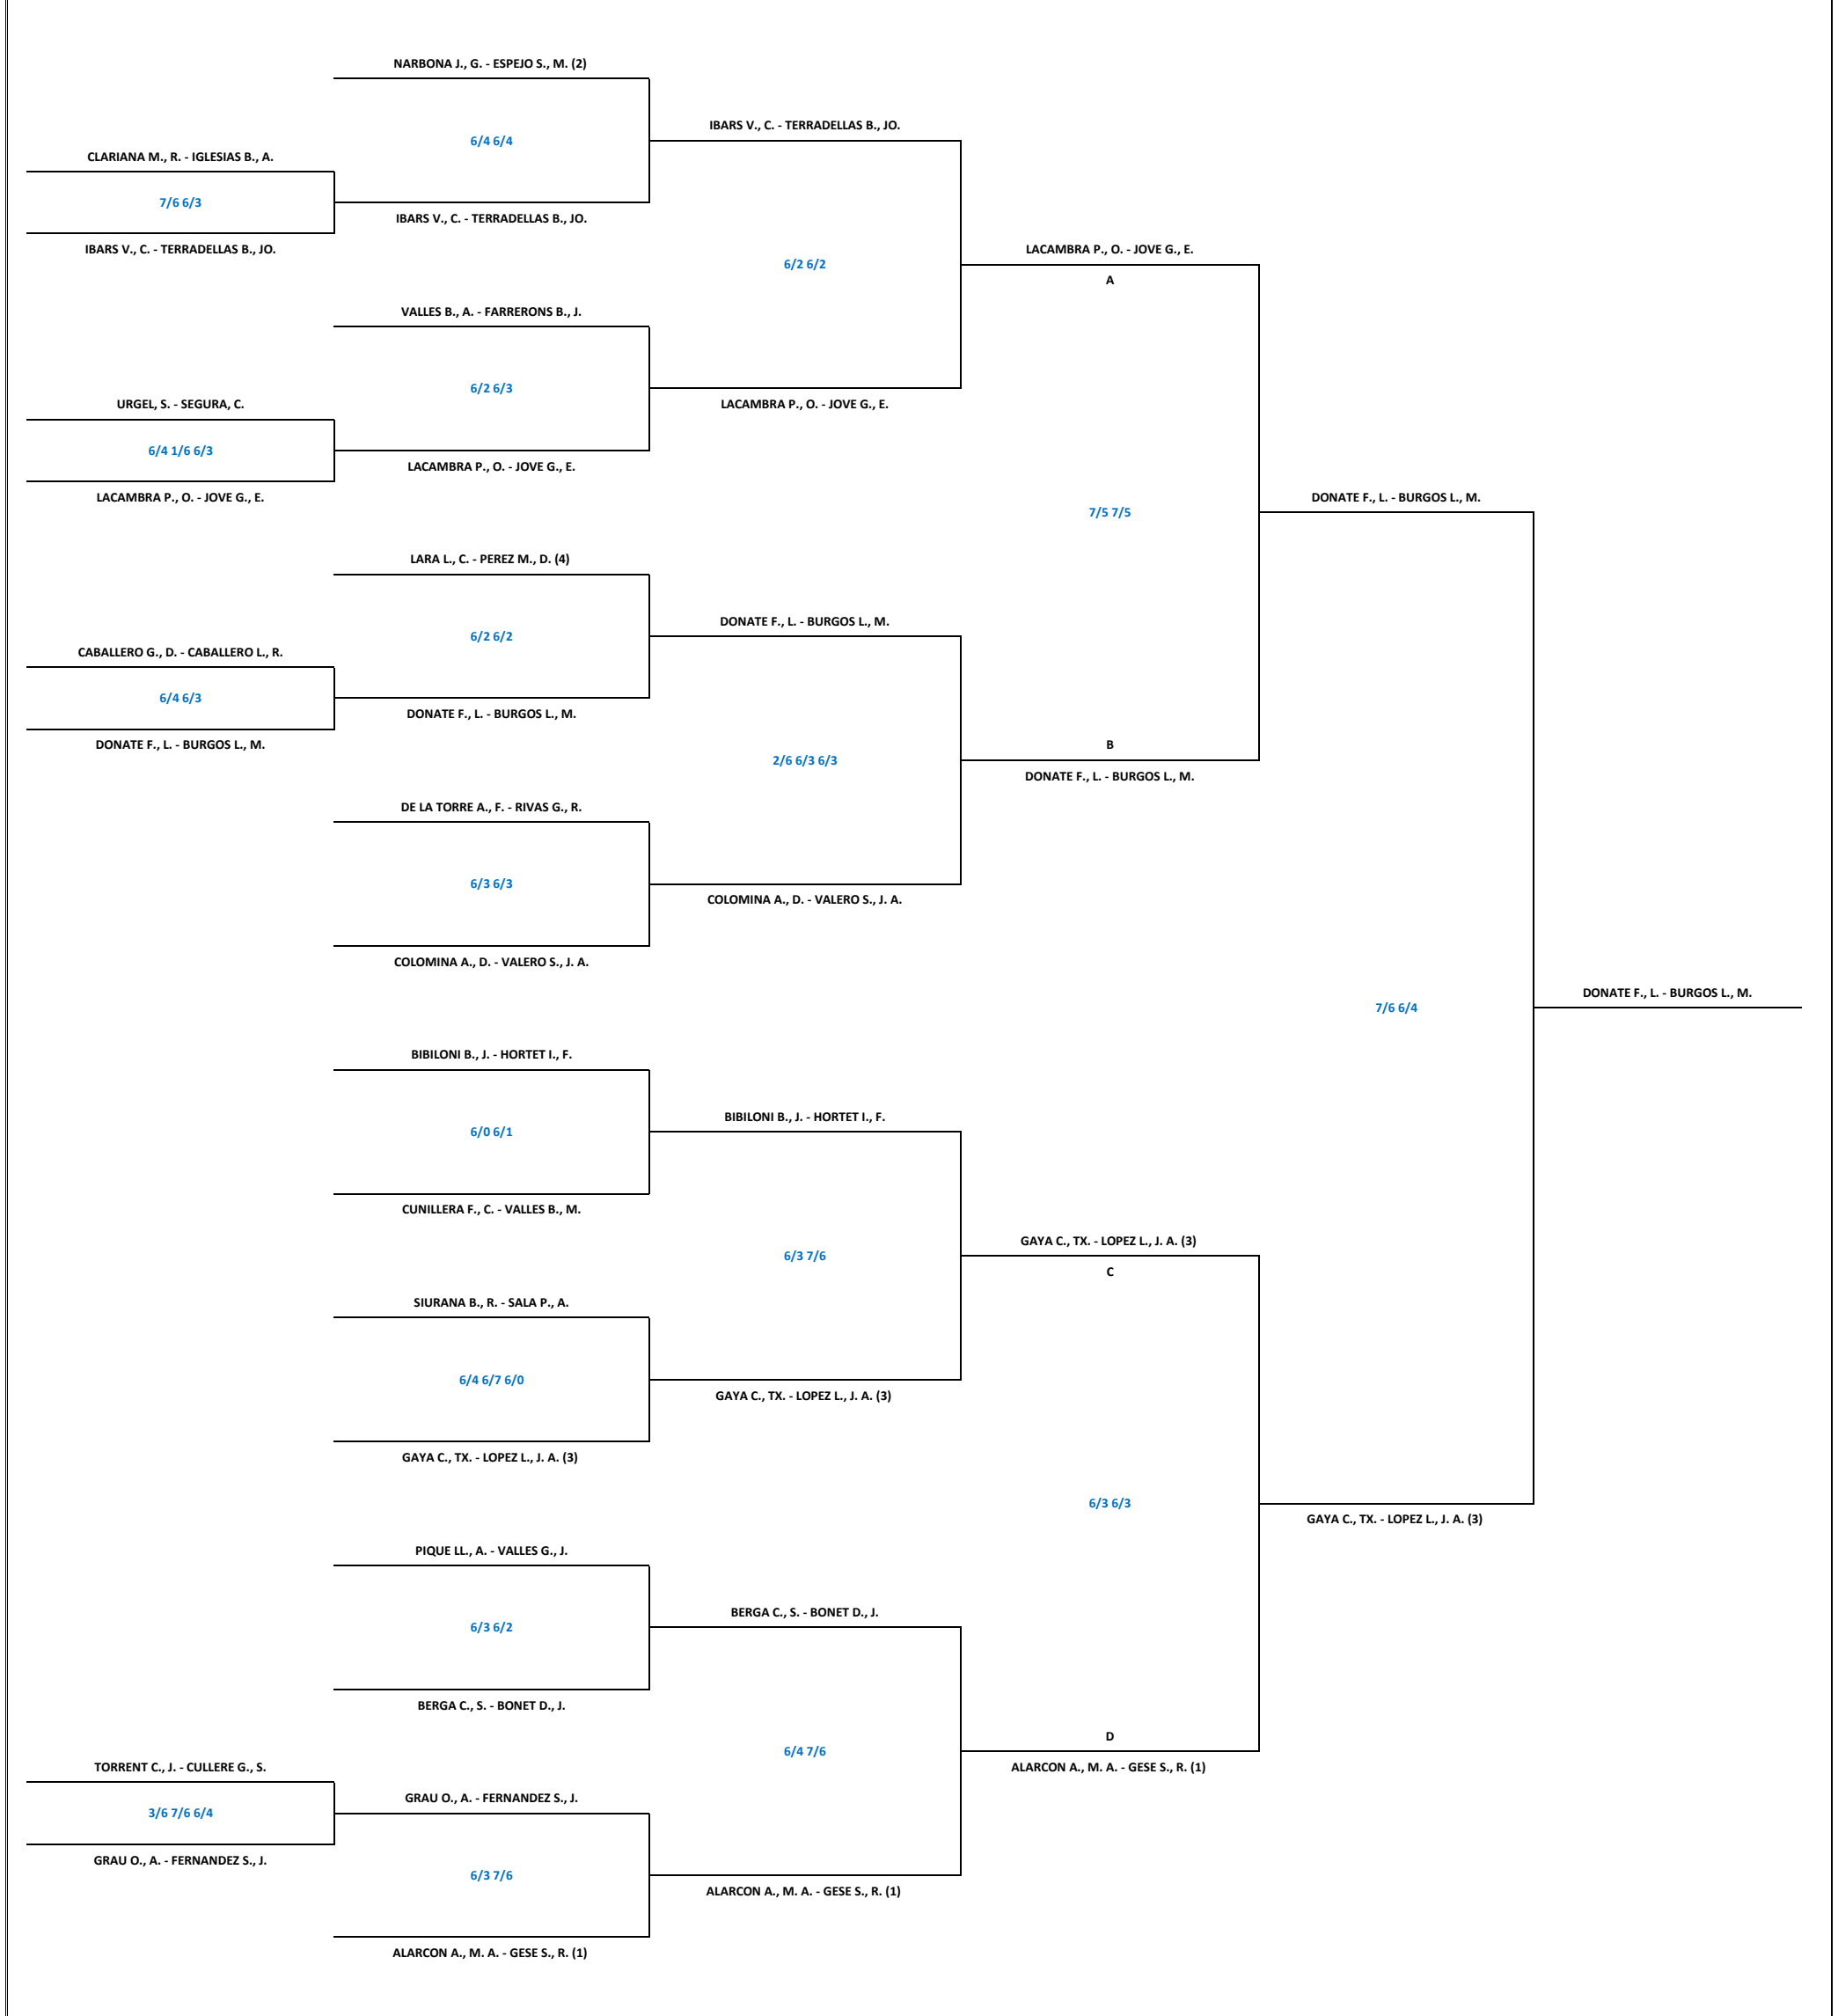 NARBONA J., G. - ESPEJO S., M. (2)
6/4 6/4
IBARS V., C. - TERRADELLAS B., JO.
CLARIANA M., R. - IGLESIAS B., A.
7/6 6/3
IBARS V., C. - TERRADELLAS B., JO.
IBARS V., C. - TERRADELLAS B., JO.
6/2 6/2
LACAMBRA P., O. - JOVE G., E.
A
VALLES B., A. - FARRERONS B., J.
6/2 6/3
LACAMBRA P., O. - JOVE G., E.
URGEL, S. - SEGURA, C.
6/4 1/6 6/3
LACAMBRA P., O. - JOVE G., E.
LACAMBRA P., O. - JOVE G., E.
7/5 7/5
DONATE F., L. - BURGOS L., M.
LARA L., C. - PEREZ M., D. (4)
6/2 6/2
DONATE F., L. - BURGOS L., M.
CABALLERO G., D. - CABALLERO L., R.
6/4 6/3
DONATE F., L. - BURGOS L., M.
DONATE F., L. - BURGOS L., M.
2/6 6/3 6/3
B
DONATE F., L. - BURGOS L., M.
DE LA TORRE A., F. - RIVAS G., R.
6/3 6/3
COLOMINA A., D. - VALERO S., J. A.
COLOMINA A., D. - VALERO S., J. A.
7/6 6/4
DONATE F., L. - BURGOS L., M.
BIBILONI B., J. - HORTET I., F.
6/0 6/1
BIBILONI B., J. - HORTET I., F.
CUNILLERA F., C. - VALLES B., M.
6/3 7/6
GAYA C., TX. - LOPEZ L., J. A. (3)
C
SIURANA B., R. - SALA P., A.
6/4 6/7 6/0
GAYA C., TX. - LOPEZ L., J. A. (3)
GAYA C., TX. - LOPEZ L., J. A. (3)
6/3 6/3
GAYA C., TX. - LOPEZ L., J. A. (3)
PIQUE LL., A. - VALLES G., J.
6/3 6/2
BERGA C., S. - BONET D., J.
BERGA C., S. - BONET D., J.
6/4 7/6
D
ALARCON A., M. A. - GESE S., R. (1)
TORRENT C., J. - CULLERE G., S.
3/6 7/6 6/4
GRAU O., A. - FERNANDEZ S., J.
GRAU O., A. - FERNANDEZ S., J.
6/3 7/6
ALARCON A., M. A. - GESE S., R. (1)
ALARCON A., M. A. - GESE S., R. (1)